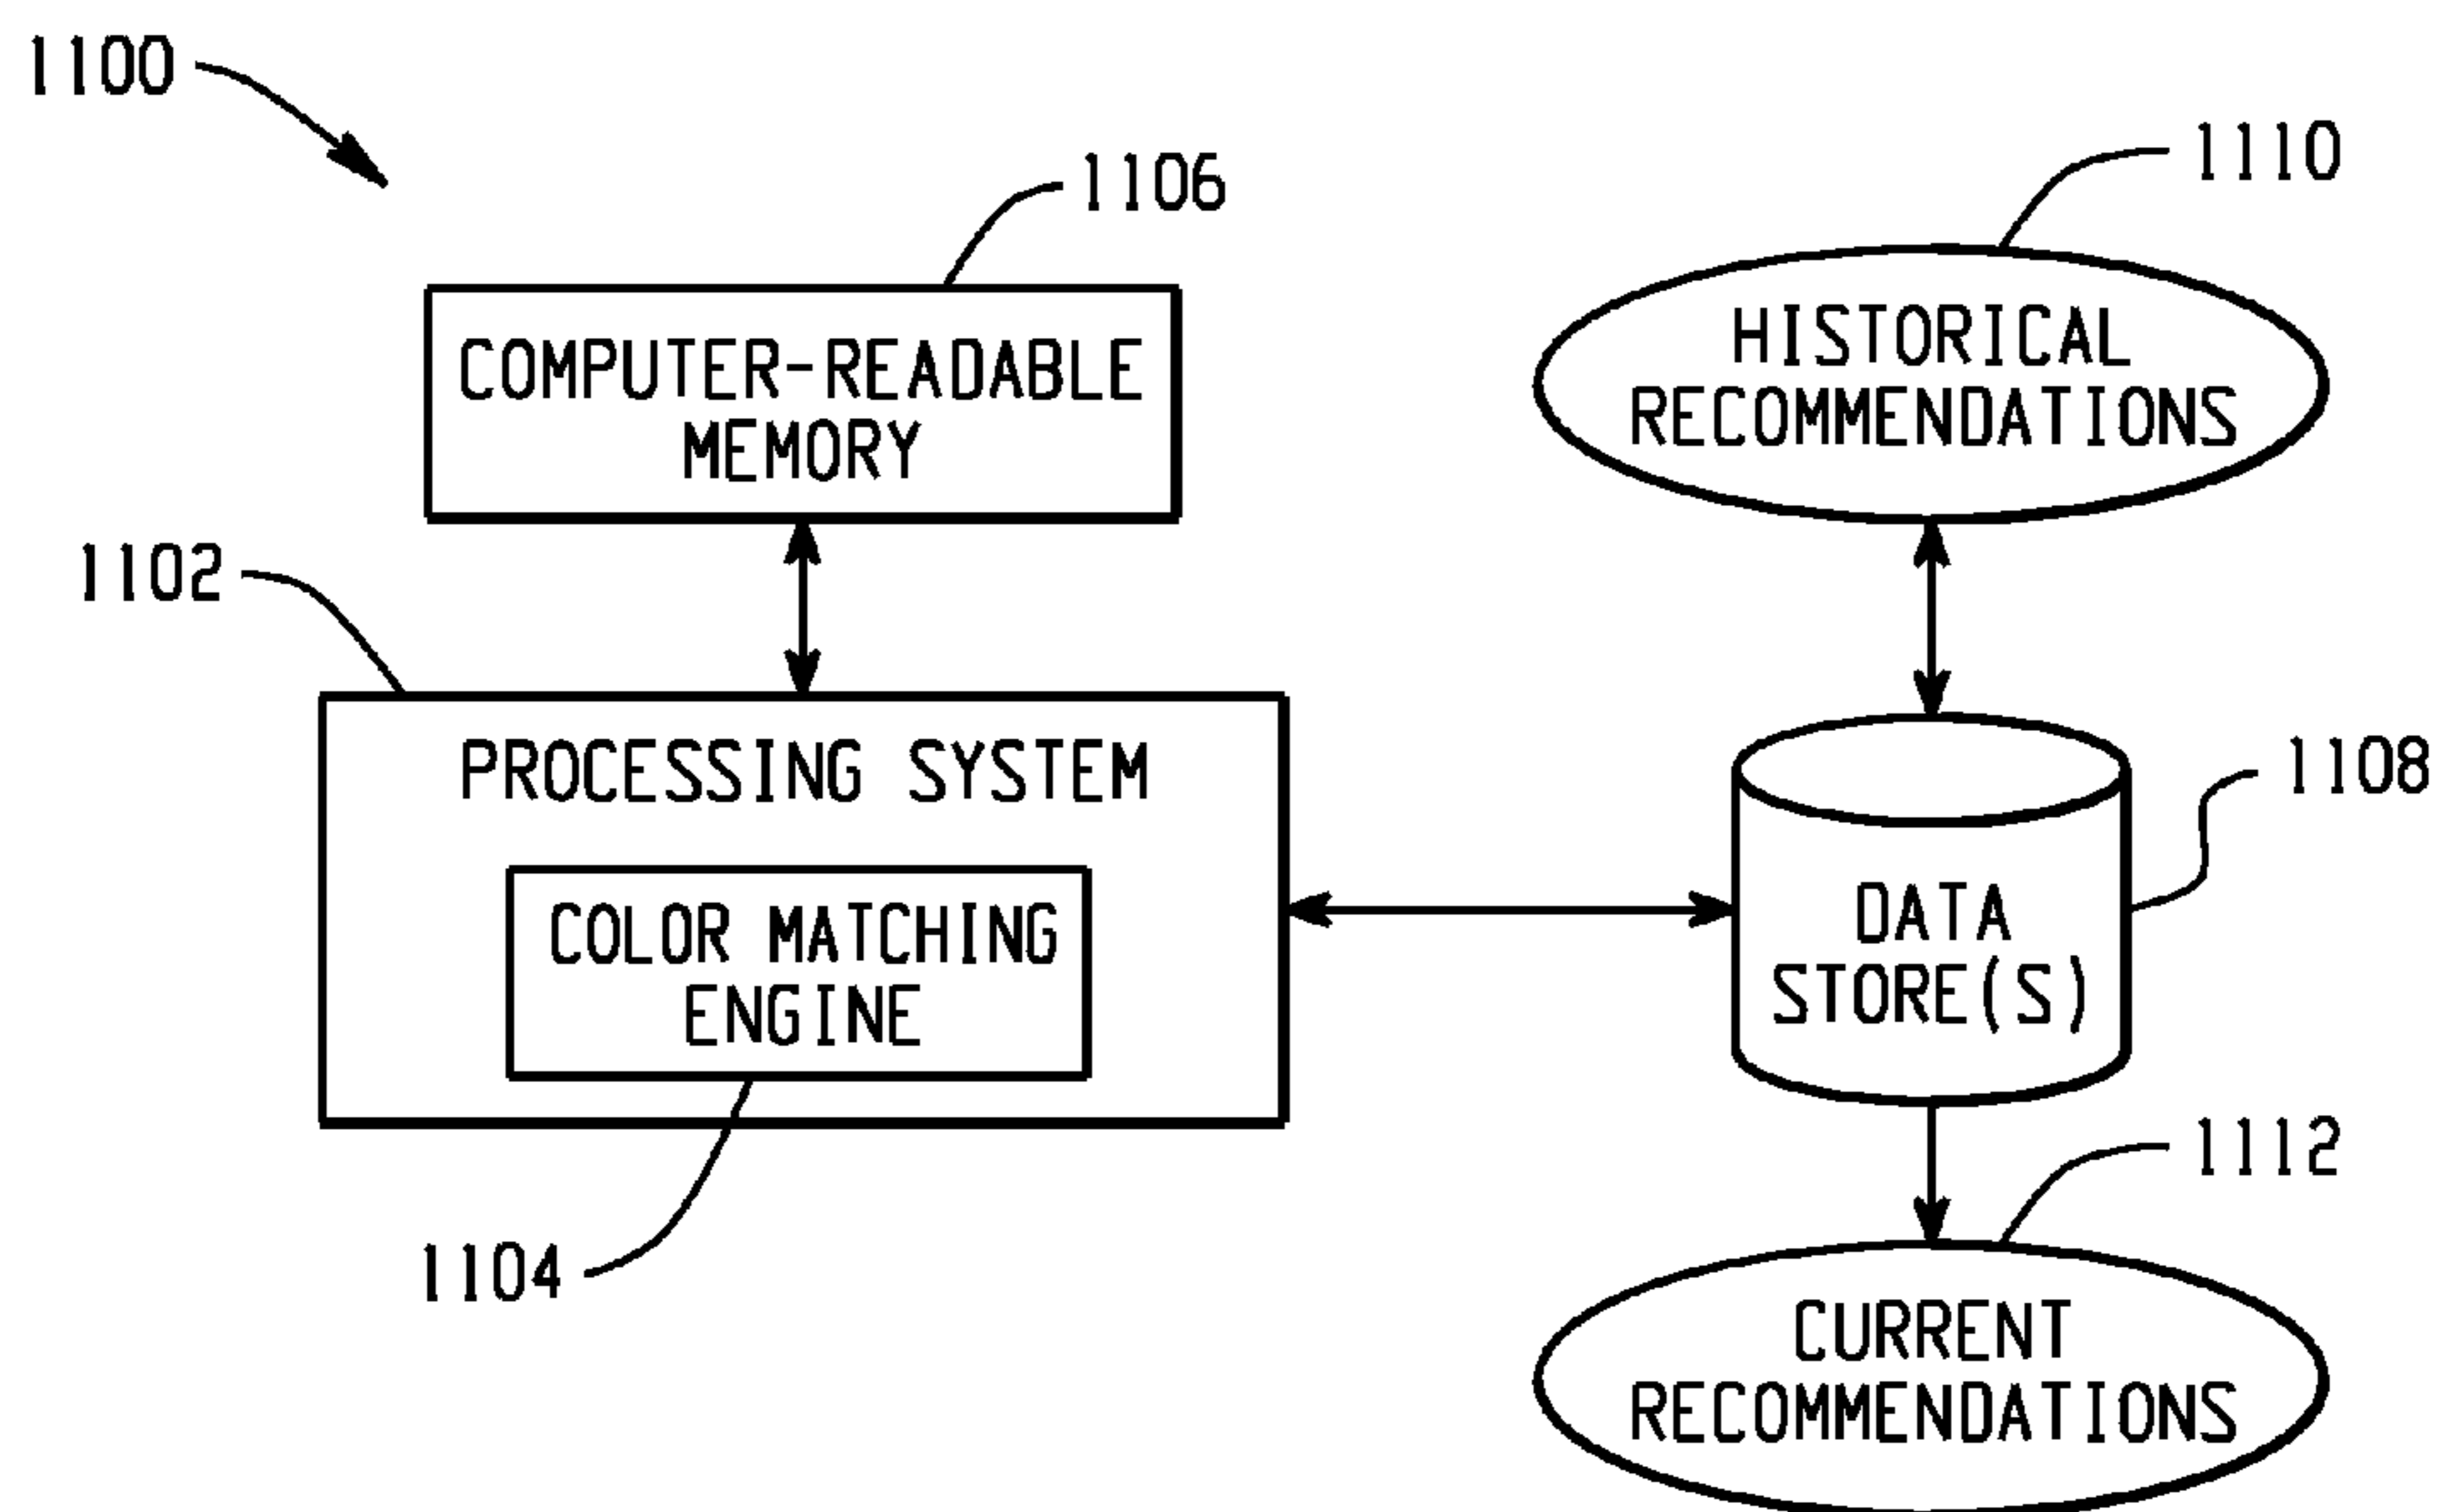 1100
1106
1110
COMPUTER-READABLE
MEMORY
HISTORICAL
RECOMMENDATIONS
1102
PROCESSING SYSTEM
COLOR MATCHING
ENGINE
1104
1108
DATA
STORE(S)
1112
CURRENT
RECOMMENDATIONS